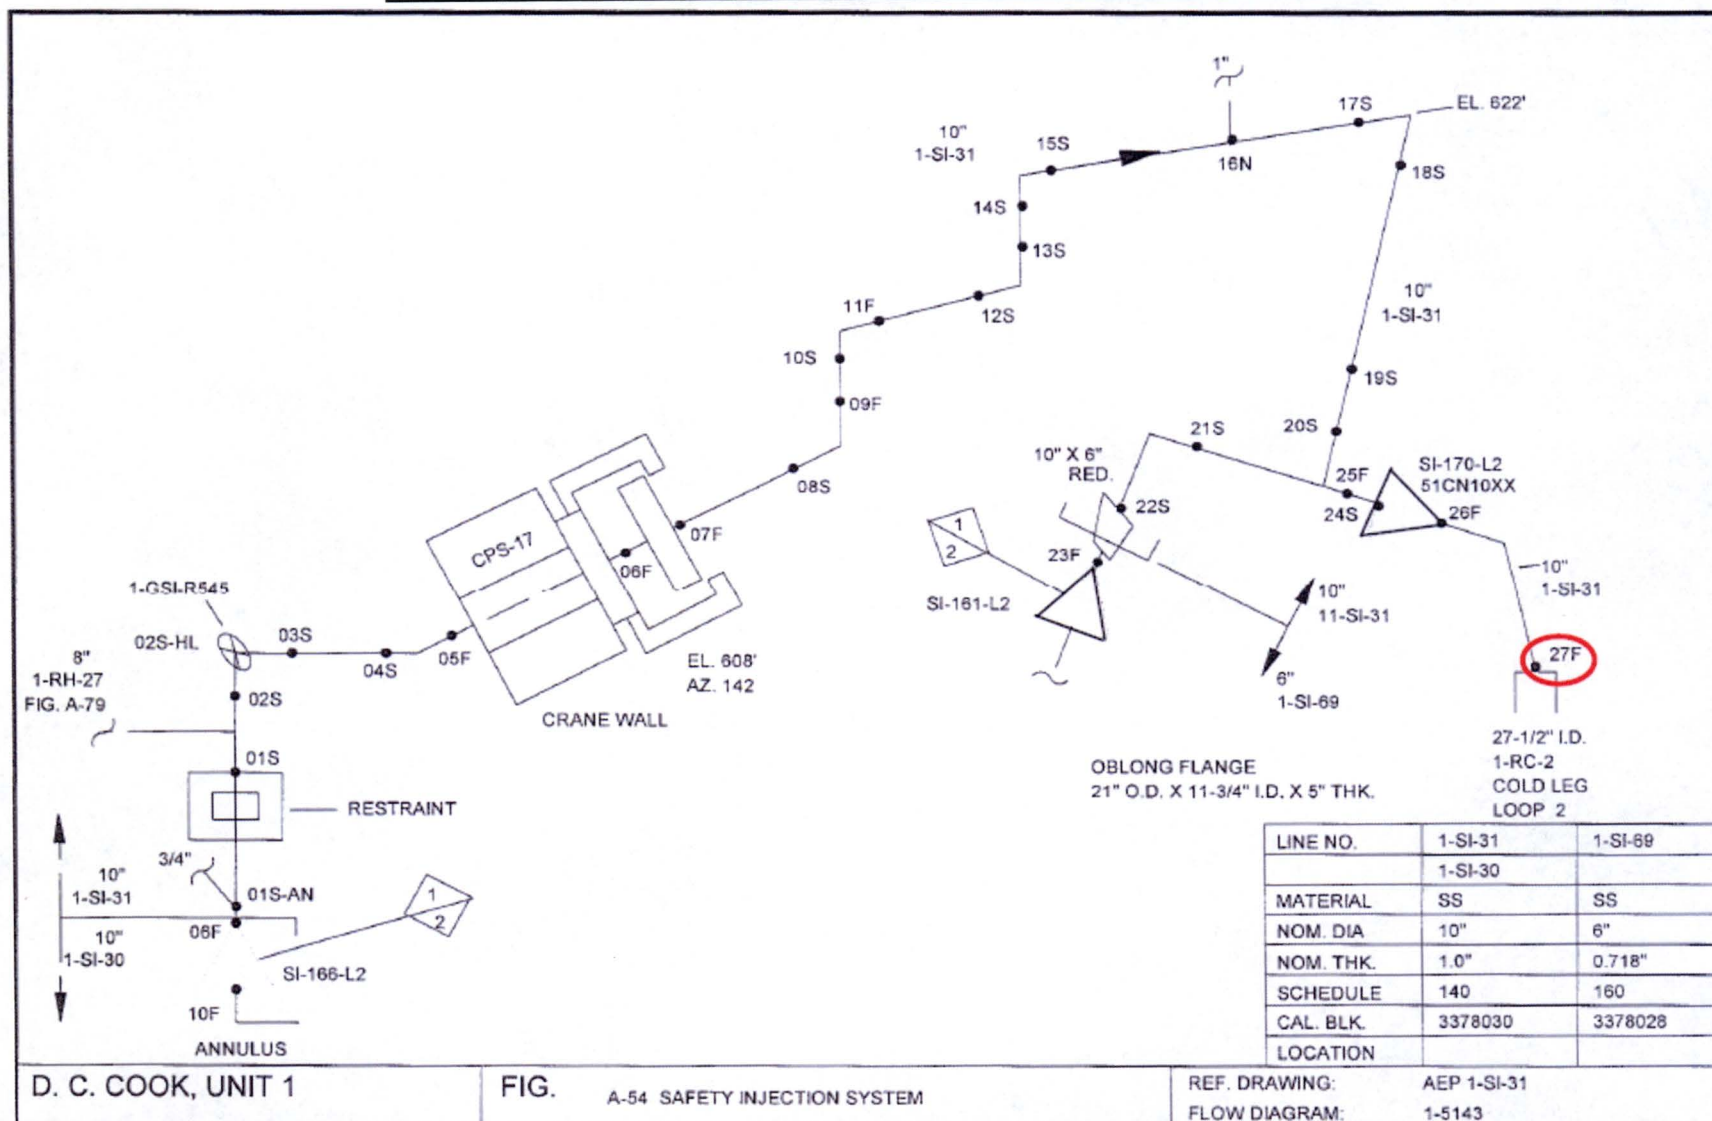 1"
17S
EL. 622'
10"
1-SI-31
15S
16N
18S
14S
13S
11F
12S
10"
1-SI-31
10S
19S
09F
21S
20S
10" X 6"
RED.
SI-170-L2
51CN10XX
25F
08S
22S
24S
26F
CPS-17
07F
1
2
23F
06F
10"
1-SI-31
1-GSI-R545
SI-161-L2
10"
11-SI-31
02S-HL
03S
27F
8"
1-RH-27
FIG. A-79
04S
05F
EL. 608'
AZ. 142
6"
1-SI-69
02S
CRANE WALL
27-1/2" I.D.
1-RC-2
COLD LEG
LOOP 2
01S
OBLONG FLANGE
21" O.D. X 11-3/4" I.D. X 5" THK.
RESTRAINT
3/4"
10"
1-SI-31
01S-AN
1
2
06F
10"
1-SI-30
SI-166-L2
10F
ANNULUS
LINE NO. 1-SI-31 1-SI-69
1-SI-30
MATERIAL SS SS
NOM. DIA 10" 6"
NOM. THK. 1.0" 0.718"
SCHEDULE 140 160
CAL. BLK. 3378030 3378028
LOCATION
D. C. COOK, UNIT 1
FIG. A-54 SAFETY INJECTION SYSTEM
REF. DRAWING: AEP 1-SI-31
FLOW DIAGRAM: 1-5143